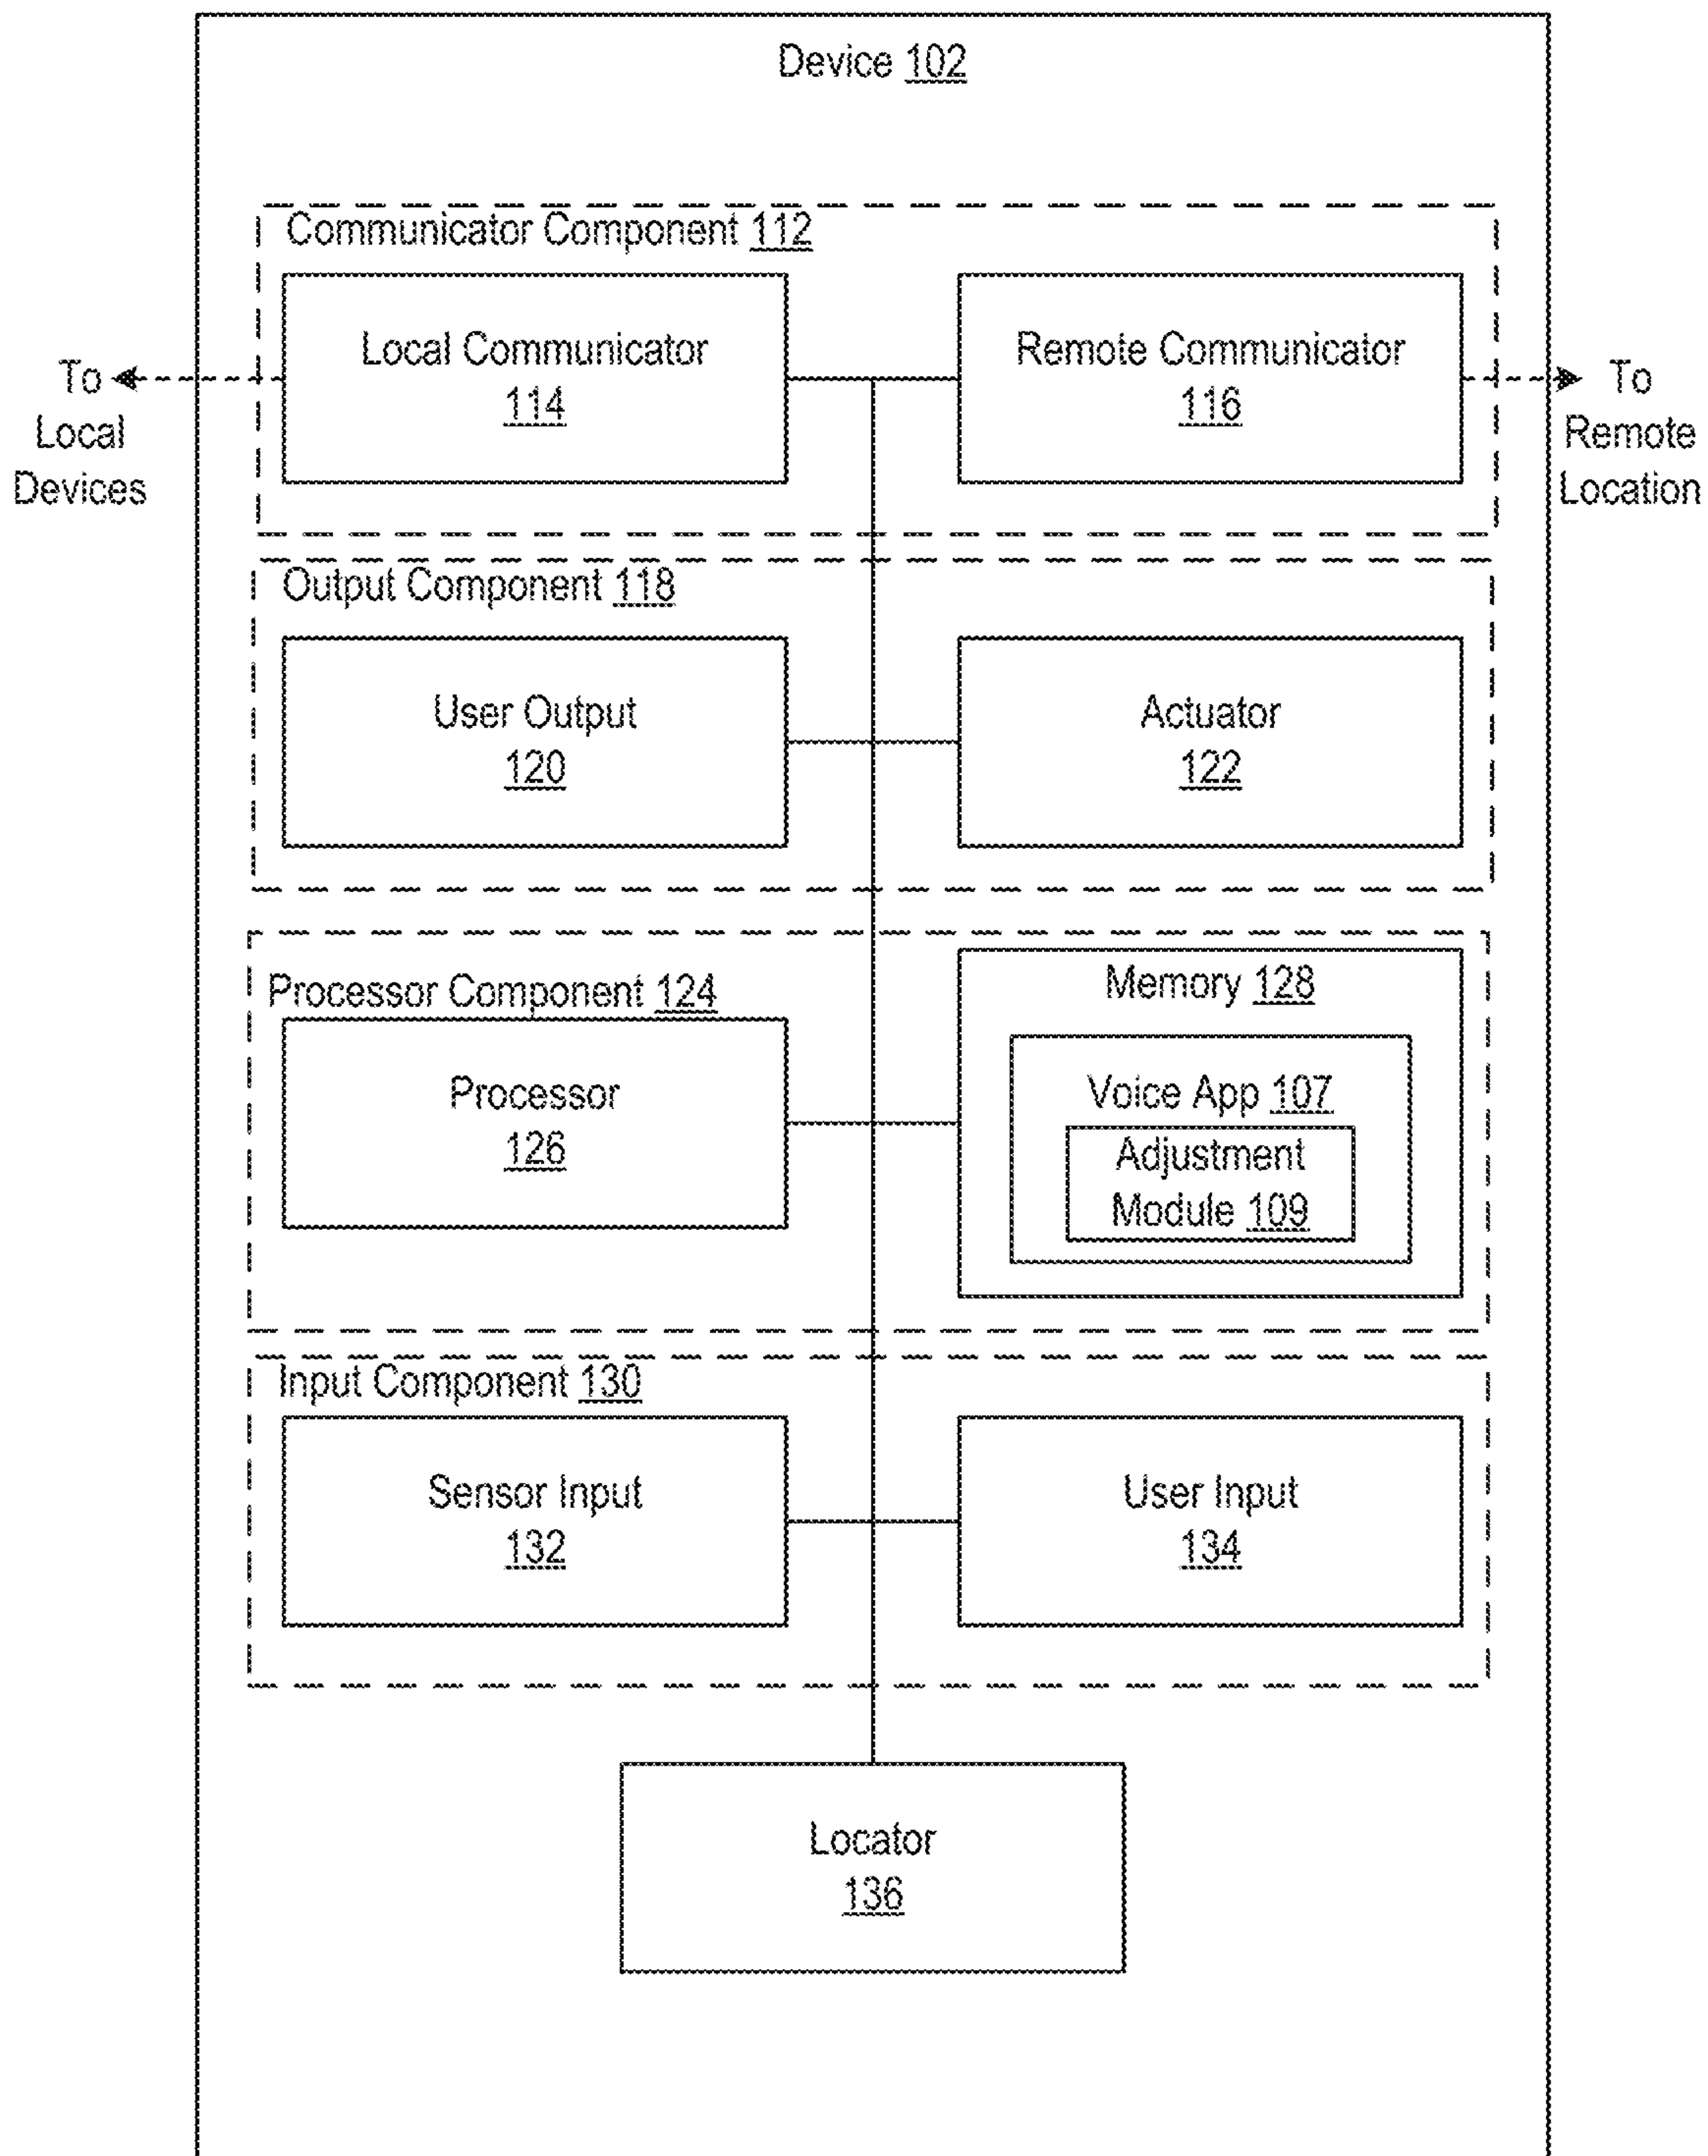 Device 102
Communicator Component 112
Local Communicator
114
Remote Communicator
116
To
Local
Devices
To
Remote
Location
Output Component 118
User Output
120
Actuator
122
Processor Component 124
Processor
126
Memory 128
Voice App 107
Adjustment
Module 109
Input Component 130
Sensor Input
132
User Input
134
Locator
136